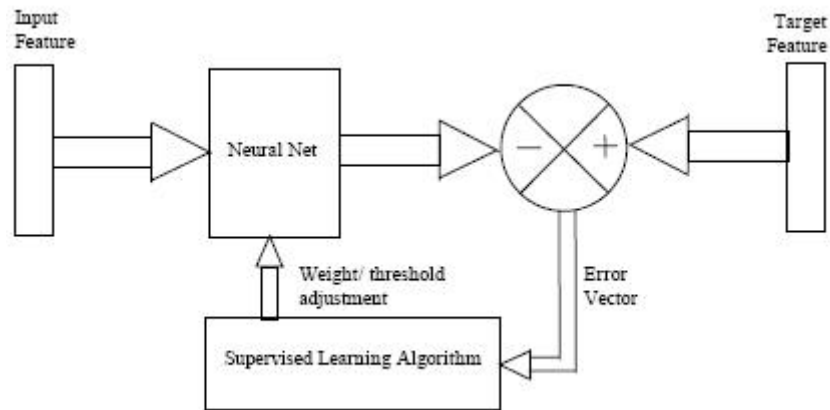 Input
Feature
Target
Feature
Neural Net
−
+
Weight/ threshold
adjustment
Error
Vector
Supervised Learning Algorithm